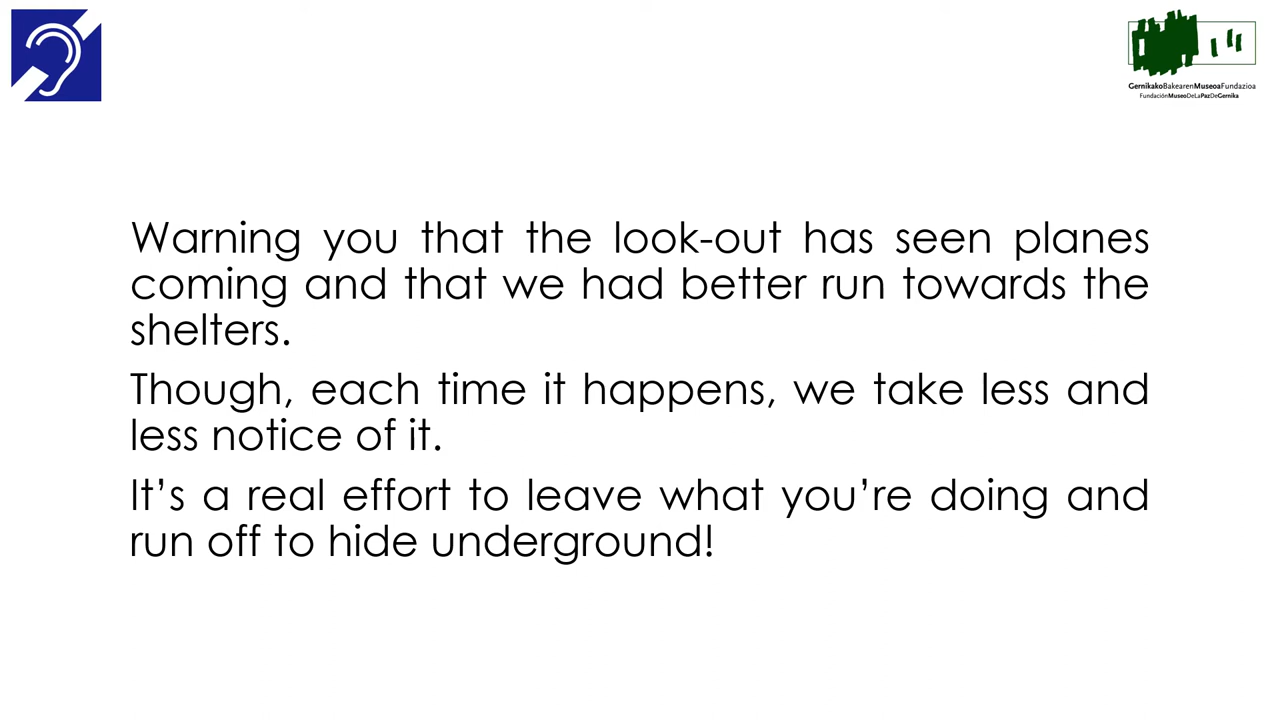 GernikakoBakearenMuseoaFundazioa
FundaciónMuseoDeLaPazDeGernika
Warning you that the look-out has seen planes
coming and that we had better run towards the
shelters.
Though, each time it happens, we take less and
less notice of it.
It's a real effort to leave what you're doing and
run off to hide underground!